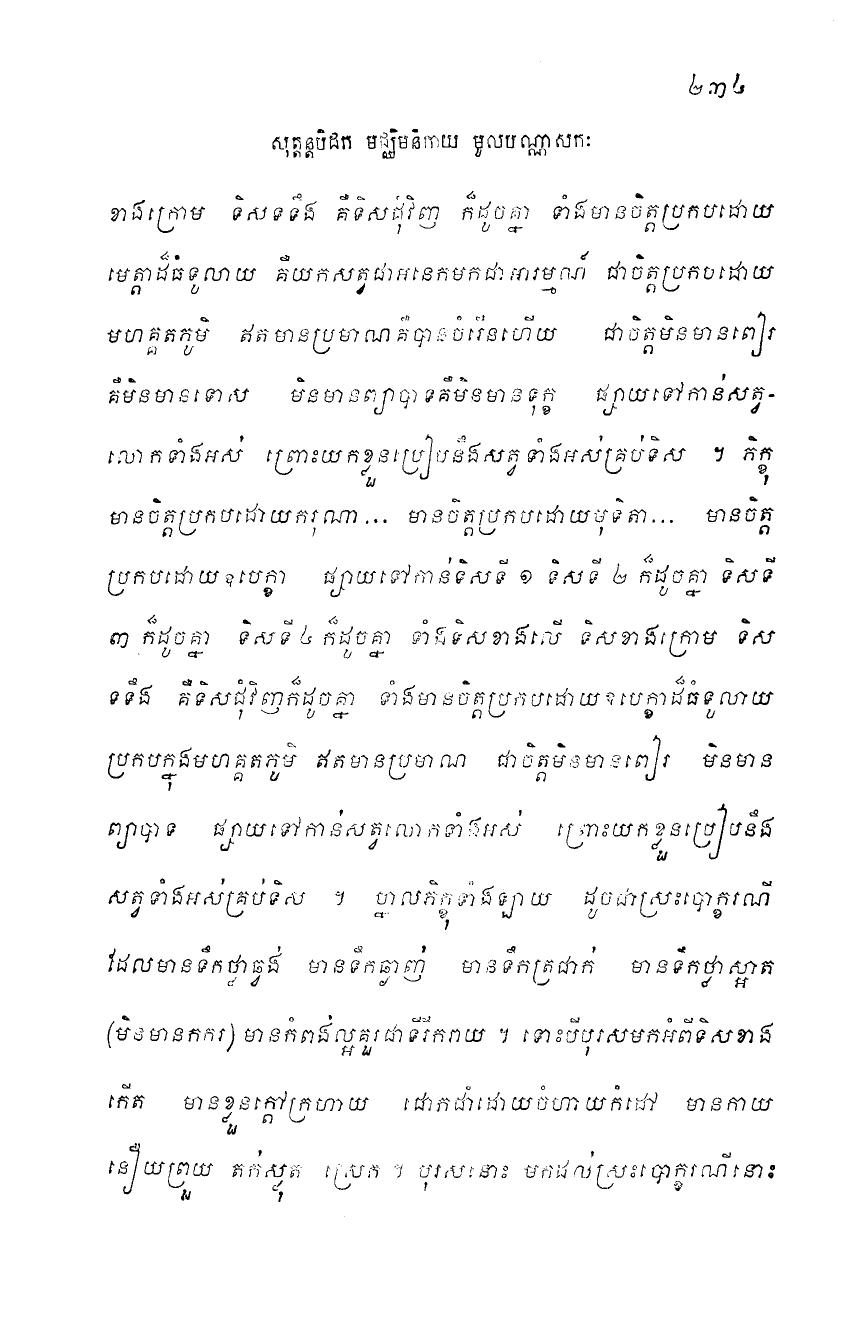 ២៣៤
សុត្តន្តបិដក មជ្ឈិមនិកាយ មូលបណ្ណាសកៈ
ខាងក្រោម ទិសទទឹង គឺទិសជុំវិញ ក៏ដូចគ្នា ទាំងមានចិត្តប្រកបដោយ
មេត្តាដ៏ធំទូលាយ គឺយកសត្វជាអនេកមកជាអារម្មណ៍ ជាចិត្តប្រកបដោយ
មហគ្គតភូមិ ឥតមានប្រមាណគឺបានចំរើនហើយ ជាចិត្តមិនមានពៀរ
គឺមិនមានទោស មិនមានព្យាបាទគឺមិនមានទុក្ខ ផ្សាយទៅកាន់សត្វ-
លោកទាំងអស់ ព្រោះយកខ្លួនប្រៀបនឹងសត្វទាំងអស់គ្រប់ទិស ។ ភិក្ខុ
មានចិត្តប្រកបដោយករុណា... មានចិត្តប្រកបដោយមុទិតា... មានចិត្ត
ប្រកបដោយឧបេក្ខា ផ្សាយទៅកាន់ទិសទី ១ ទិសទី ២ ក៏ដូចគ្នា ទិសទី
៣ ក៏ដូចគ្នា ទិសទី ៤ ក៏ដូចគ្នា ទាំងទិសខាងលើ ទិសខាងក្រោម ទិស
ទទឹង គឺទិសជុំវិញក៏ដូចគ្នា ទាំងមានចិត្តប្រកបដោយឧបេក្ខាដ៏ធំទូលាយ
ប្រកបក្នុងមហគ្គតភូមិ ឥតមានប្រមាណ ជាចិត្តមិនមានពៀរ មិនមាន
ព្យាបាទ ផ្សាយទៅកាន់សត្វលោកទាំងអស់ ព្រោះយកខ្លួនប្រៀបនឹង
សត្វទាំងអស់គ្រប់ទិស ។ ម្នាលភិក្ខុទាំងឡាយ ដូចជាស្រះបោក្ខរណី
ដែលមានទឹកថ្លាឆ្វង់ មានទឹកឆ្ងាញ់ មានទឹកត្រជាក់ មានទឹកថ្លាស្អាត
(មិនមានកករ) មានកំពង់ល្អគួរជាទីរីករាយ ។ ទោះបីបុរសមកអំពីទិសខាង
កើត មានខ្លួនក្តៅក្រហាយ ជោកជាំដោយចំហាយកំដៅ មានកាយ
នឿយព្រួយ តក់ស្លុត ស្រេក ។ បុរសនោះ មកដល់ស្រះបោក្ខរណីនោះ